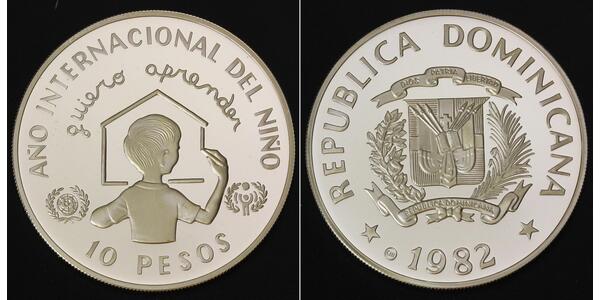 AÑO INTERNACIONAL DEL NIÑO
quiero aprender
10 PESOS
REPUBLICA DOMINICANA
DIOS PATRIA LIBERTAD
REPUBLICA DOMINICANA
1982